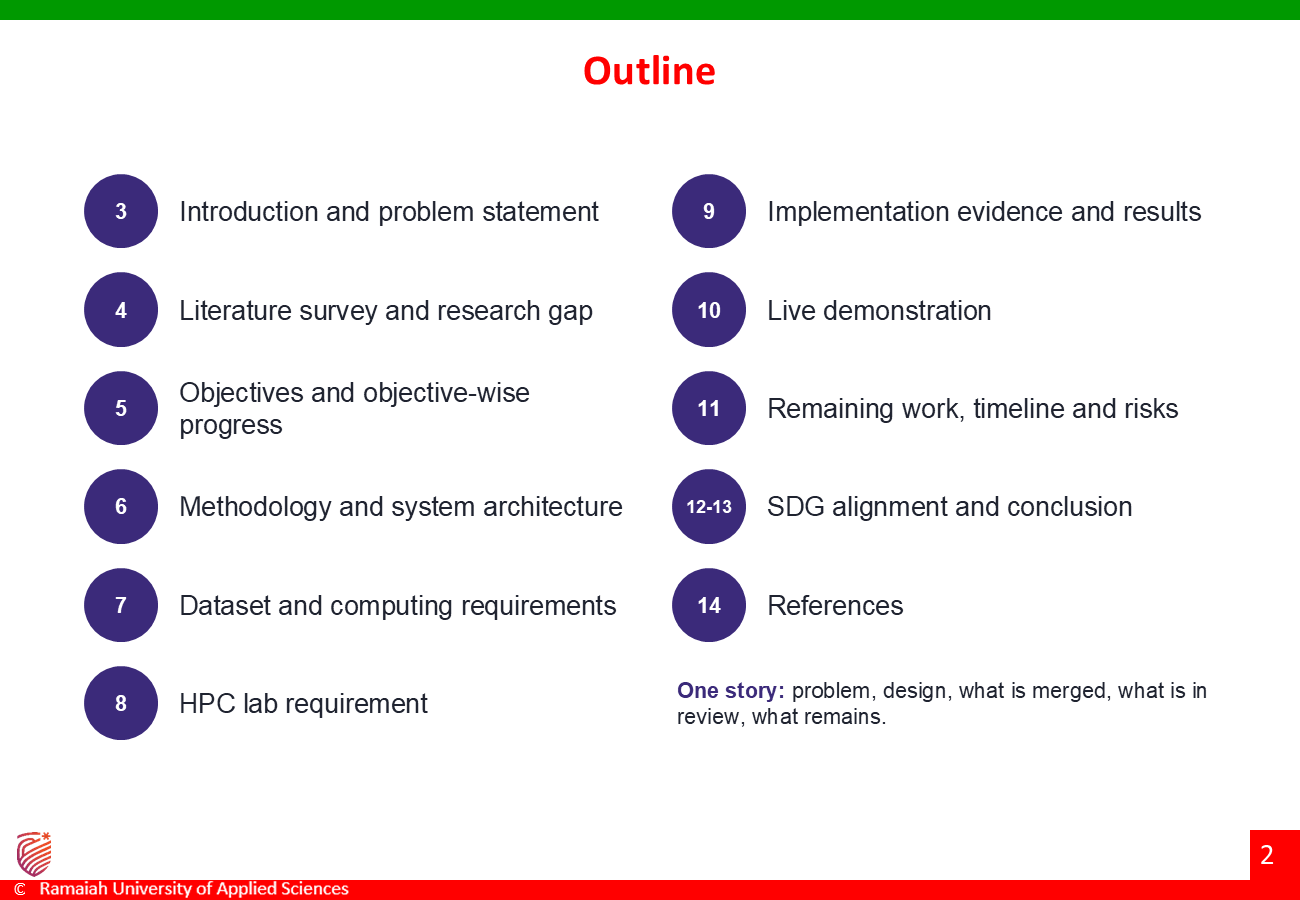 Outline
3
Introduction and problem statement
4
Literature survey and research gap
5
Objectives and objective-wise
progress
6
Methodology and system architecture
7
Dataset and computing requirements
8
HPC lab requirement
9
Implementation evidence and results
10
Live demonstration
11
Remaining work, timeline and risks
12-13
SDG alignment and conclusion
14
References
One story: problem, design, what is merged, what is in
review, what remains.
2
© Ramaiah University of Applied Sciences